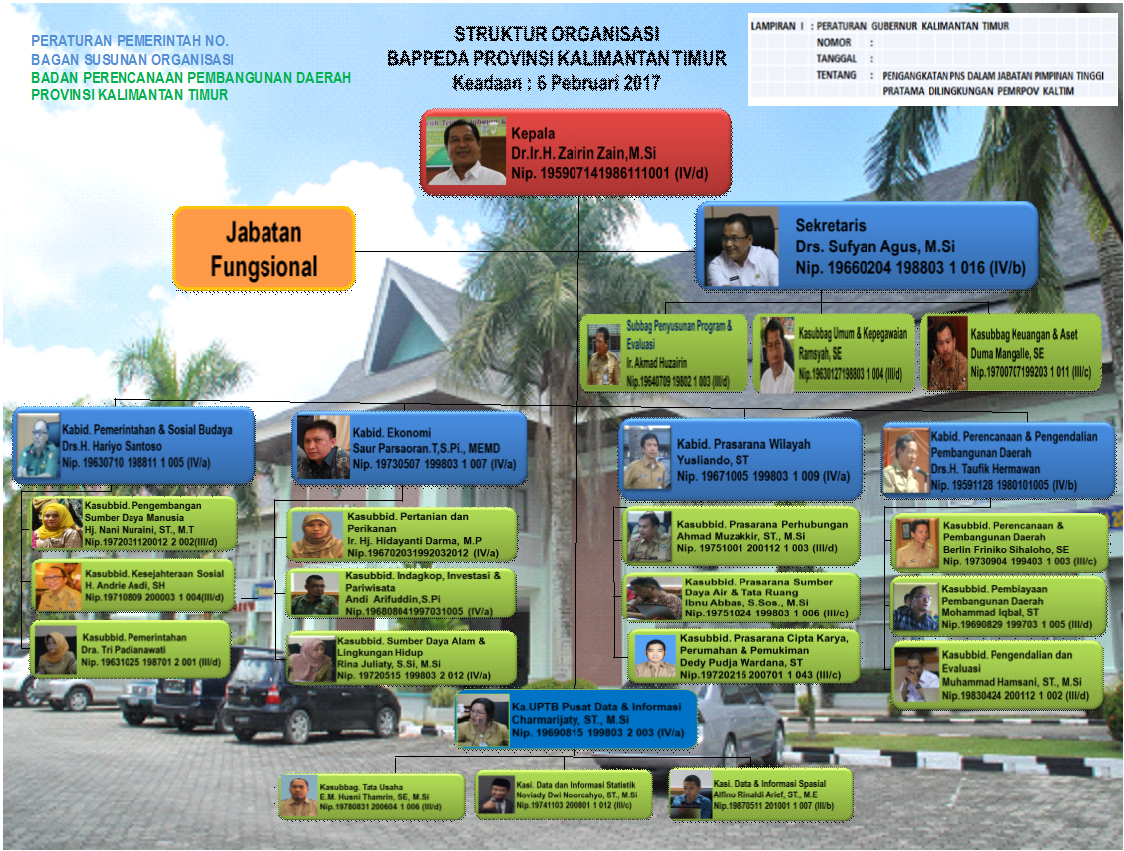 PERATURAN PEMERINTAH NO.
BAGAN SUSUNAN ORGANISASI
BADAN PERENCANAAN PEMBANGUNAN DAERAH
PROVINSI KALIMANTAN TIMUR
STRUKTUR ORGANISASI
BAPPEDA PROVINSI KALIMANTAN TIMUR
Keadaan : 6 Pebruari 2017
LAMPIRAN I : PERATURAN GUBERNUR KALIMANTAN TIMUR
NOMOR :
TANGGAL :
TENTANG : PENGANGKATAN PNS DALAM JABATAN PIMPINAN TINGGI
PRATAMA DILINGKUNGAN PEMRPOV KALTIM
Kepala
Dr.Ir.H. Zairin Zain,M.Si
Nip. 195907141986111001 (IV/d)
Jabatan
Fungsional
Sekretaris
Drs. Sufyan Agus, M.Si
Nip. 19660204 198803 1 016 (IV/b)
Subbag Penyusunan Program &
Evaluasi
Ir. Akmad Huzairin
Nip.19640709 19802 1 003 (III/d)
Kasubbag Umum & Kepegawaian
Ramsyah, SE
Nip.19630127198803 1 004 (III/d)
Kasubbag Keuangan & Aset
Duma Mangalle, SE
Nip.19700707199203 1 011 (III/c)
Kabid. Pemerintahan & Sosial Budaya
Drs.H. Hariyo Santoso
Nip. 19630710 198811 1 005 (IV/a)
Kasubbid. Pengembangan
Sumber Daya Manusia
Hj. Nani Nuraini, ST., M.T
Nip.1972031120012 2 002(III/d)
Kasubbid. Kesejahteraan Sosial
H. Andrie Asdi, SH
Nip.19710809 200003 1 004(III/d)
Kasubbid. Pemerintahan
Dra. Tri Padianawati
Nip. 19631025 198701 2 001 (III/d)
Kabid. Ekonomi
Saur Parsaoran.T,S.Pi., MEMD
Nip. 19730507 199803 1 007 (IV/a)
Kasubbid. Pertanian dan
Perikanan
Ir. Hj. Hidayanti Darma, M.P
Nip.196702031992032012 (IV/a)
Kasubbid. Indagkop, Investasi &
Pariwisata
Andi Arifuddin,S.Pi
Nip.196808041997031005 (IV/a)
Kasubbid. Sumber Daya Alam &
Lingkungan Hidup
Rina Juliaty, S.Si, M.Si
Nip.19720515 199803 2 012 (IV/a)
Kabid. Prasarana Wilayah
Yusliando, ST
Nip. 19671005 199803 1 009 (IV/a)
Kasubbid. Prasarana Perhubungan
Ahmad Muzakkir, ST., M.Si
Nip.19751001 200112 1 003 (III/d)
Kasubbid. Prasarana Sumber
Daya Air & Tata Ruang
Ibnu Abbas, S.Sos., M.Si
Nip.19751024 199803 1 006 (III/c)
Kasubbid. Prasarana Cipta Karya,
Perumahan & Pemukiman
Dedy Pudja Wardana, ST
Nip.19720215 200701 1 043 (III/c)
Kabid. Perencanaan & Pengendalian
Pembangunan Daerah
Drs.H. Taufik Hermawan
Nip. 19591128 1980101005 (IV/b)
Kasubbid. Perencanaan &
Pembangunan Daerah
Berlin Friniko Sihaloho, SE
Nip. 19730904 199403 1 003 (III/c)
Kasubbid. Pembiayaan
Pembangunan Daerah
Mohammad Iqbal, ST
Nip.19690829 199703 1 005 (III/d)
Kasubbid. Pengendalian dan
Evaluasi
Muhammad Hamsani, ST., M.Si
Nip.19830424 200112 1 002 (III/d)
Ka.UPTB Pusat Data & Informasi
Charmarijaty, ST., M.Si
Nip. 19690815 199803 2 003 (IV/a)
Kasubbag. Tata Usaha
E.M. Husni Thamrin, SE, M.Si
Nip.19780831 200604 1 006 (III/d)
Kasi. Data dan Informasi Statistik
Noviady Dwi Noorcahyo, ST., M.Si
Nip.19741103 200801 1 012 (III/c)
Kasi. Data & Informasi Spasial
Alfino Rinaldi Arief, ST., M.E
Nip.19870511 201001 1 007 (III/b)